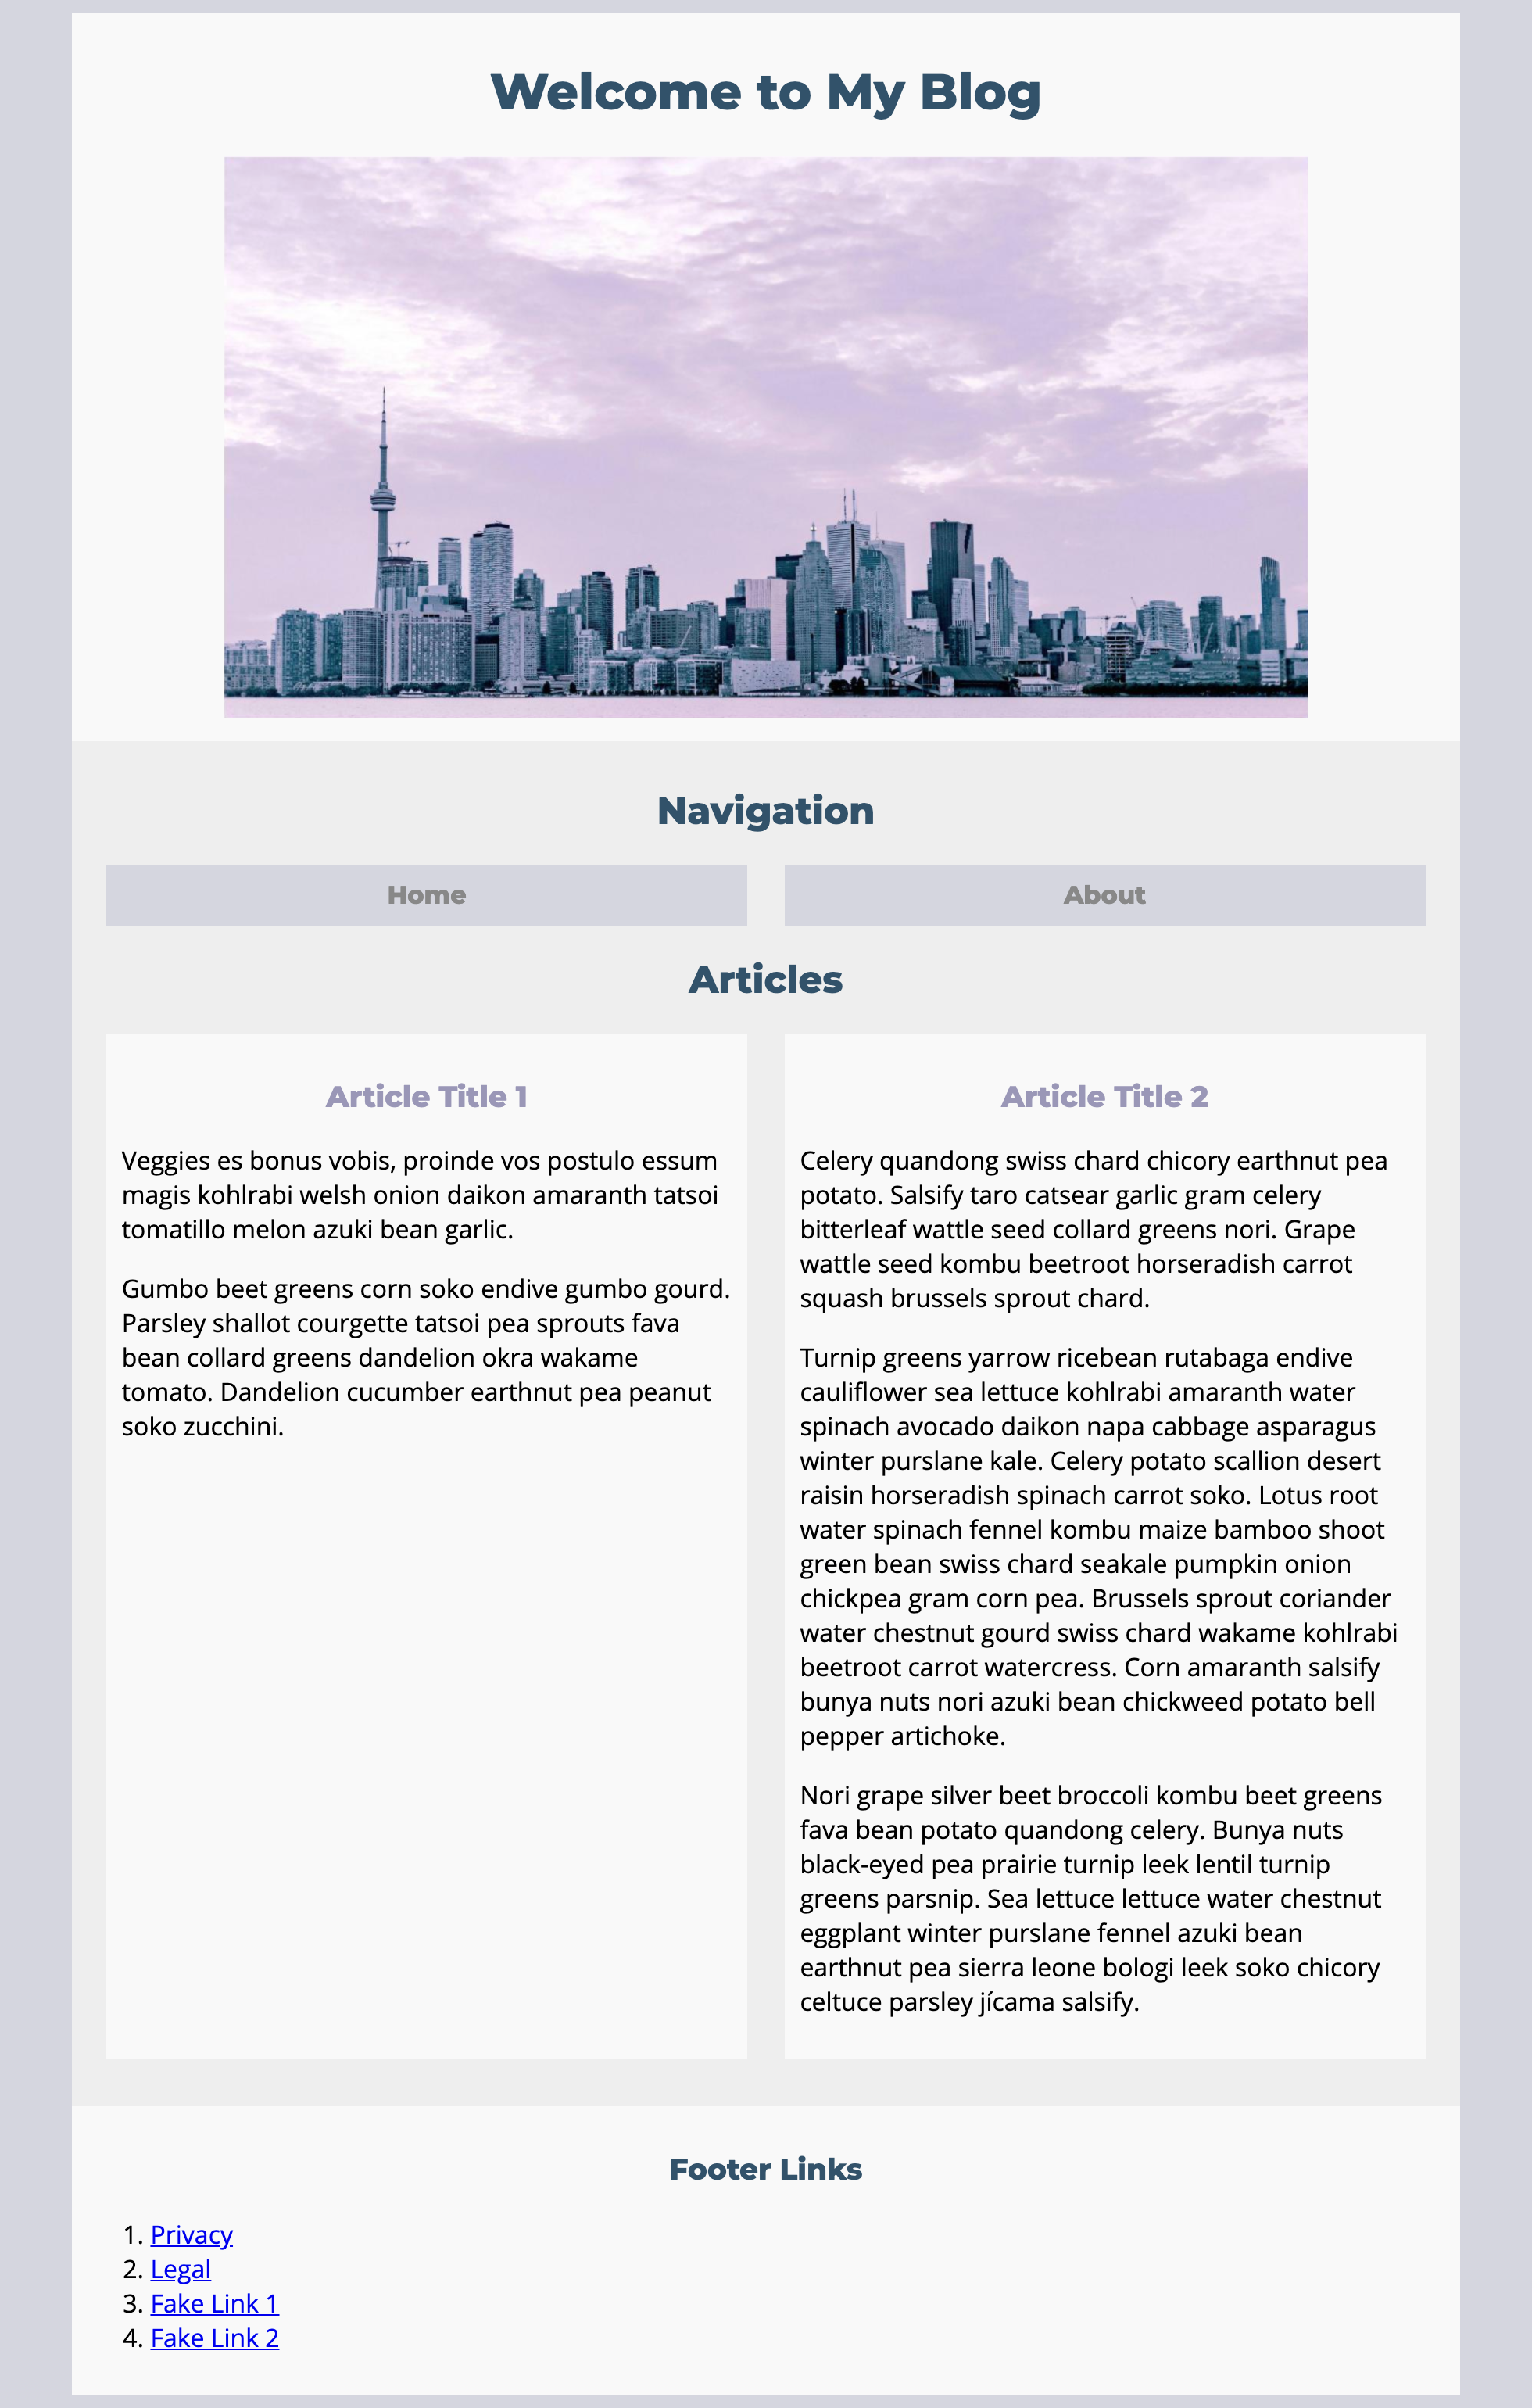 Welcome to My Blog
Navigation
Home
About
Articles
Article Title 1
Veggies es bonus vobis, proinde vos postulo essum
magis kohlrabi welsh onion daikon amaranth tatsoi
tomatillo melon azuki bean garlic.
Gumbo beet greens corn soko endive gumbo gourd.
Parsley shallot courgette tatsoi pea sprouts fava
bean collard greens dandelion okra wakame
tomato. Dandelion cucumber earthnut pea peanut
soko zucchini.
Article Title 2
Celery quandong swiss chard chicory earthnut pea
potato. Salsify taro catsear garlic gram celery
bitterleaf wattle seed collard greens nori. Grape
wattle seed kombu beetroot horseradish carrot
squash brussels sprout chard.
Turnip greens yarrow ricebean rutabaga endive
cauliflower sea lettuce kohlrabi amaranth water
spinach avocado daikon napa cabbage asparagus
winter purslane kale. Celery potato scallion desert
raisin horseradish spinach carrot soko. Lotus root
water spinach fennel kombu maize bamboo shoot
green bean swiss chard seakale pumpkin onion
chickpea gram corn pea. Brussels sprout coriander
water chestnut gourd swiss chard wakame kohlrabi
beetroot carrot watercress. Corn amaranth salsify
bunya nuts nori azuki bean chickweed potato bell
pepper artichoke.
Nori grape silver beet broccoli kombu beet greens
fava bean potato quandong celery. Bunya nuts
black-eyed pea prairie turnip leek lentil turnip
greens parsnip. Sea lettuce lettuce water chestnut
eggplant winter purslane fennel azuki bean
earthnut pea sierra leone bologi leek soko chicory
celtuce parsley jícama salsify.
Footer Links
1. Privacy
2. Legal
3. Fake Link 1
4. Fake Link 2